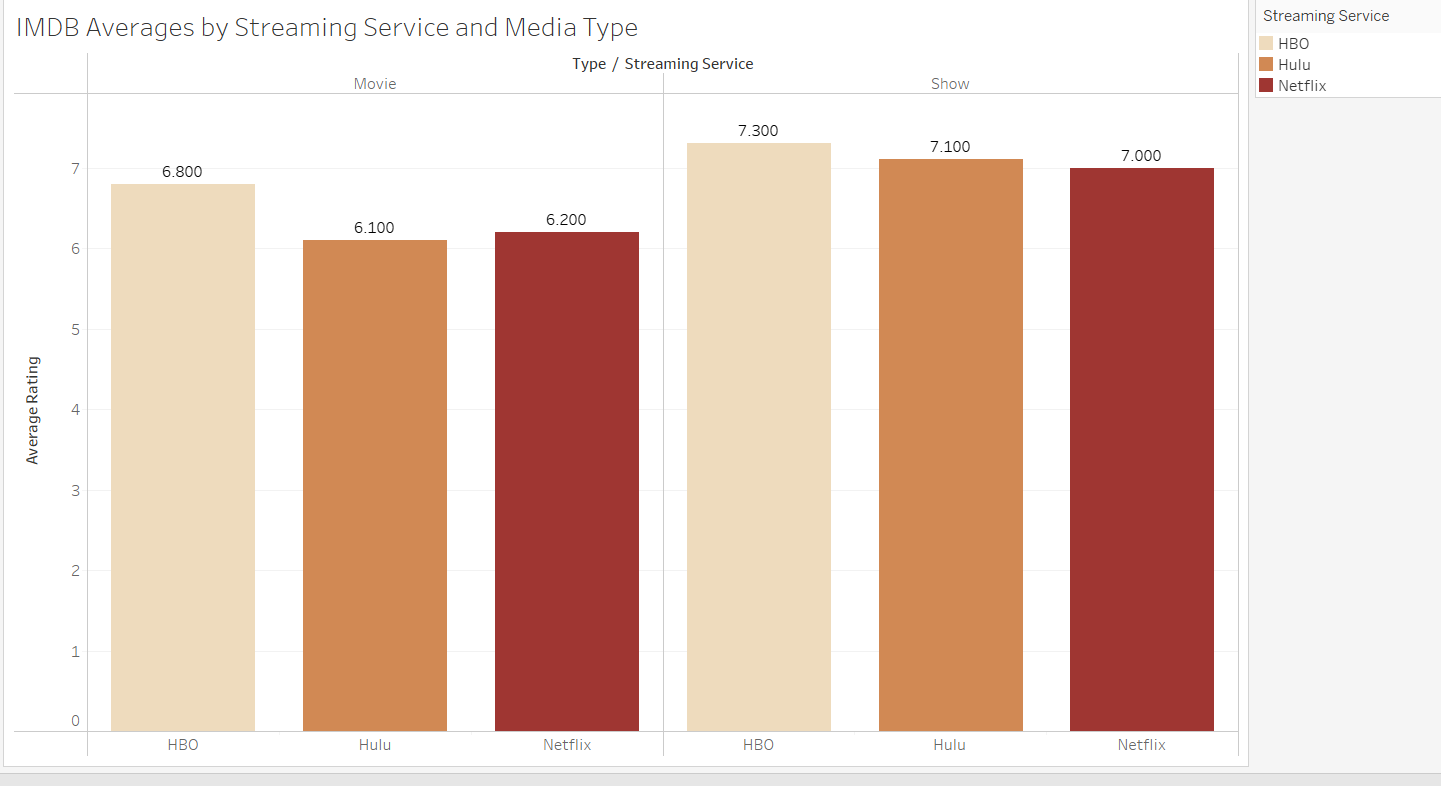 IMDB Averages by Streaming Service and Media Type
Type / Streaming Service
Movie Show
7.300
7.100
7.000
6.800
6.200
6.100
7
6
5
4
3
2
1
0
Average Rating
HBO Hulu Netflix HBO Hulu Netflix
Streaming Service
HBO
Hulu
Netflix